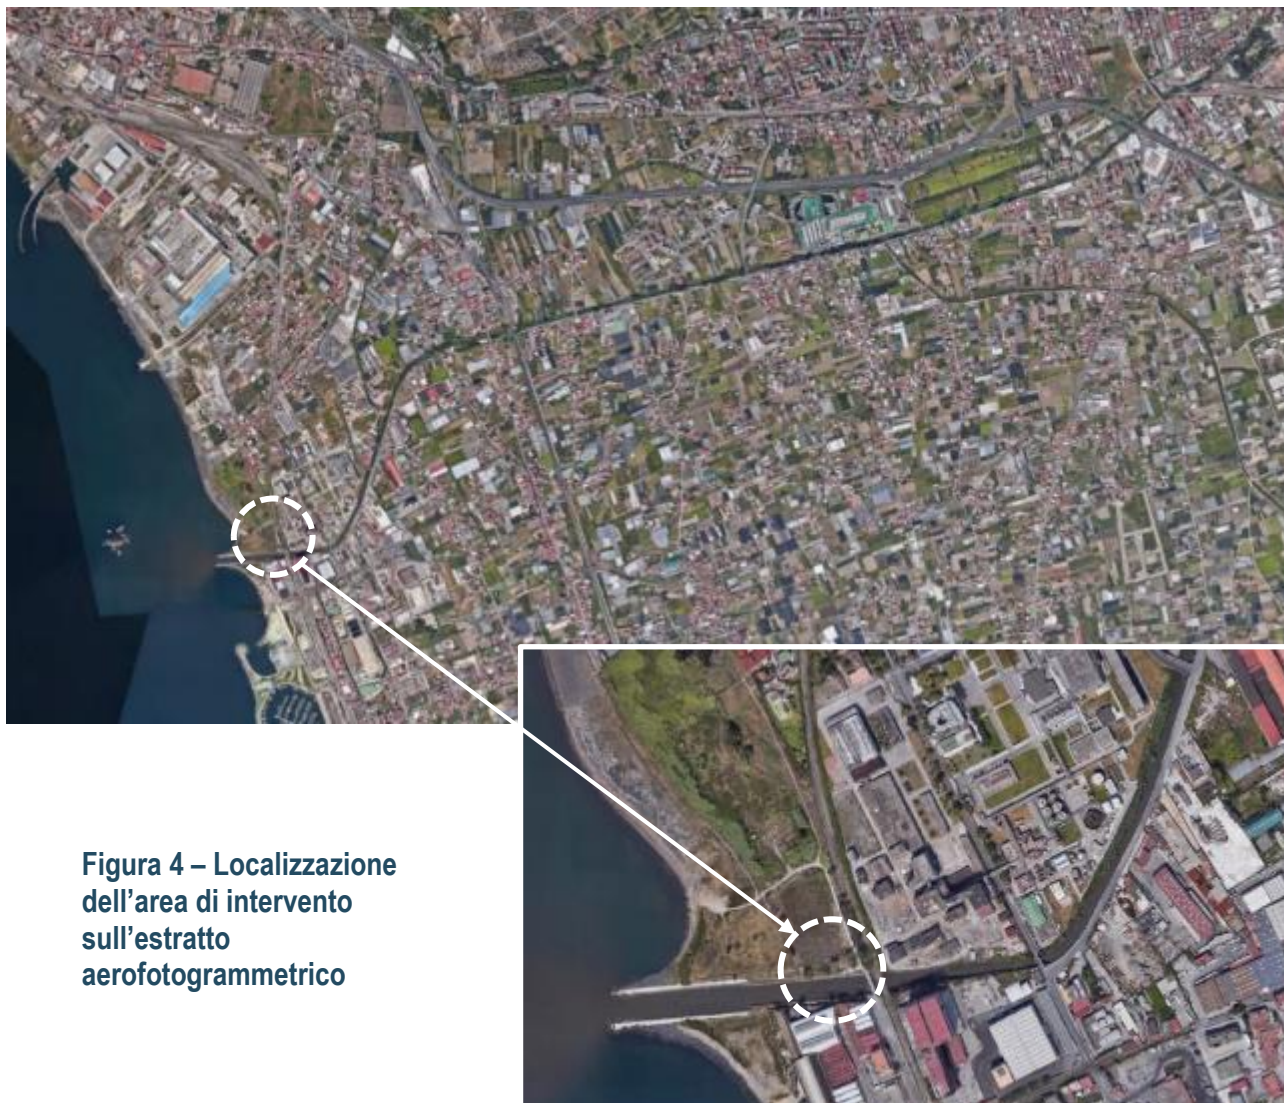 Figura 4 – Localizzazione
dell’area di intervento
sull’estratto
aerofotogrammetrico